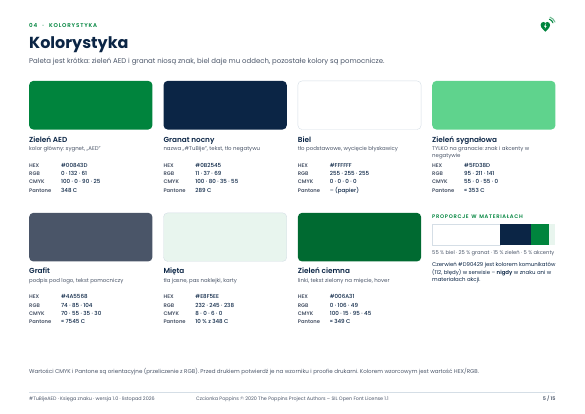 04 · KOLORYSTYKA
Kolorystyka
Paleta jest krótka: zieleń AED i granat niosą znak, biel daje mu oddech, pozostałe kolory są pomocnicze.
Zieleń AED
kolor główny: sygnet, „AED”
HEX #00843D
RGB 0 · 132 · 61
CMYK 100 · 0 · 90 · 25
Pantone 348 C
Granat nocny
nazwa „#TuBije”, tekst, tło negatywu
HEX #0B2545
RGB 11 · 37 · 69
CMYK 100 · 80 · 35 · 55
Pantone 289 C
Biel
tło podstawowe, wycięcie błyskawicy
HEX #FFFFFF
RGB 255 · 255 · 255
CMYK 0 · 0 · 0 · 0
Pantone – (papier)
Zieleń sygnałowa
TYLKO na granacie: znak i akcenty w
negatywie
HEX #5FD38D
RGB 95 · 211 · 141
CMYK 55 · 0 · 55 · 0
Pantone ≈ 353 C
Grafit
podpis pod logo, tekst pomocniczy
HEX #4A5568
RGB 74 · 85 · 104
CMYK 70 · 55 · 35 · 30
Pantone ≈ 7545 C
Mięta
tło jasne, pas naklejki, karty
HEX #E8F5EE
RGB 232 · 245 · 238
CMYK 8 · 0 · 6 · 0
Pantone 10 % z 348 C
Zieleń ciemna
linki, tekst zielony na mięcie, hover
HEX #006A31
RGB 0 · 106 · 49
CMYK 100 · 15 · 95 · 45
Pantone ≈ 349 C
PROPORCJE W MATERIAŁACH
55 % biel · 25 % granat · 15 % zieleń · 5 % akcenty
Czerwień #D90429 jest kolorem komunikatów
(112, błędy) w serwisie – nigdy w znaku ani w
materiałach akcji.
Wartości CMYK i Pantone są orientacyjne (przeliczenie z RGB). Przed drukiem potwierdź je na wzorniku i profilu drukarni. Kolorem wzorcowym jest wartość HEX/RGB.
#TuBijeAED · Księga znaku · wersja 1.0 · listopad 2026
Czcionka Poppins © 2020 The Poppins Project Authors — SIL Open Font License 1.1
5 / 15